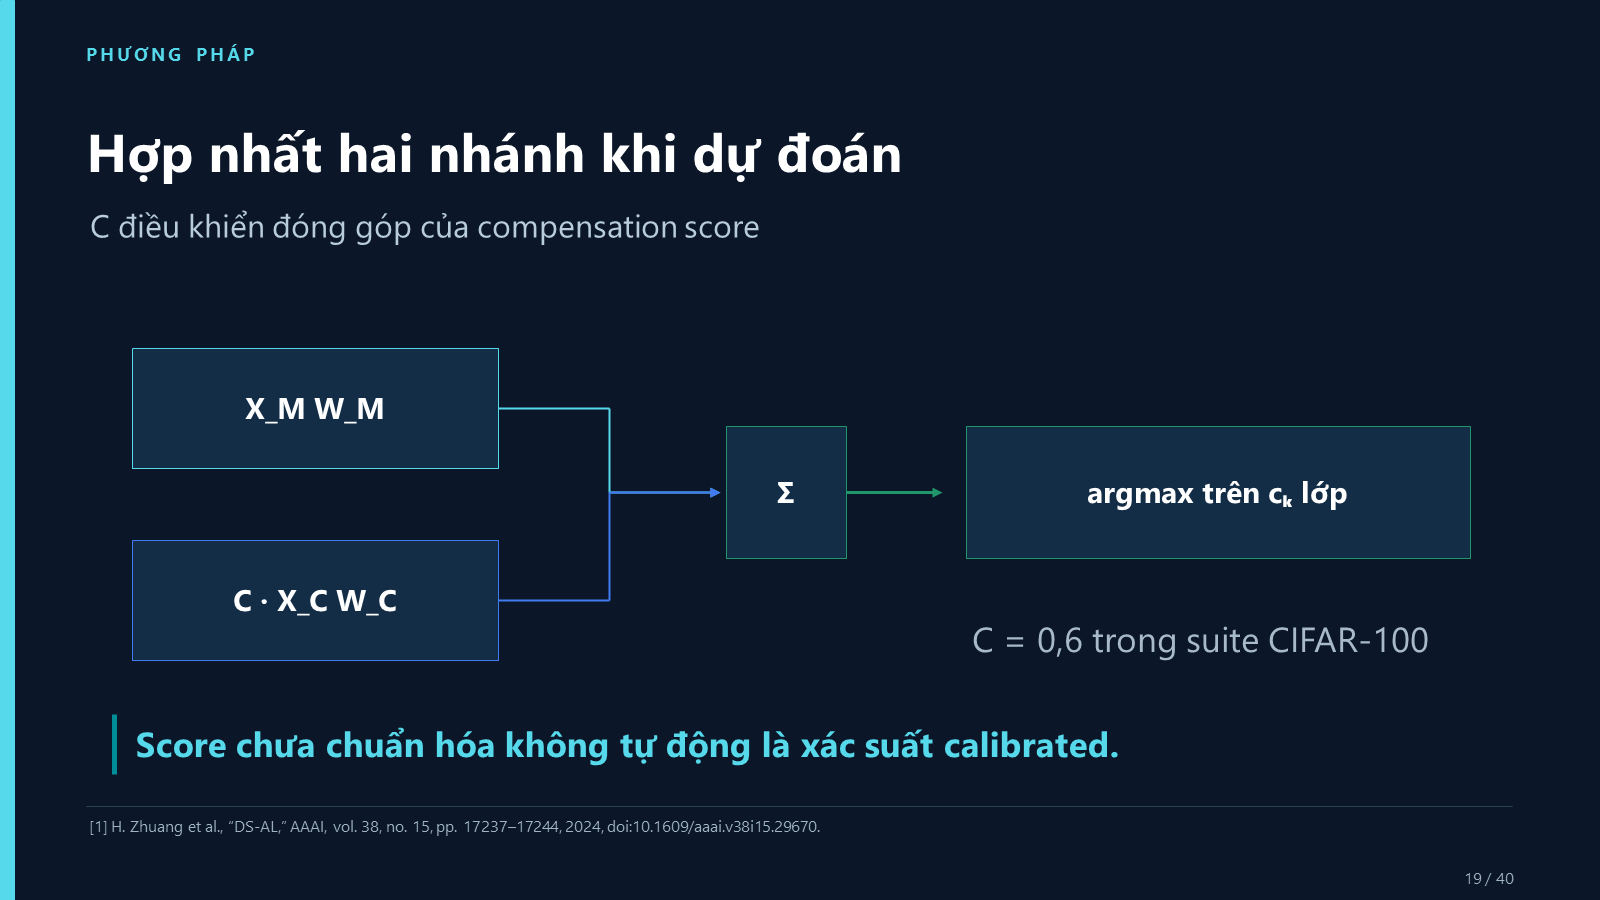 PHƯƠNG PHÁP
Hợp nhất hai nhánh khi dự đoán
C điều khiển đóng góp của compensation score
X_M W_M
C · X_C W_C
Σ
argmax trên cₖ lớp
C = 0,6 trong suite CIFAR-100
Score chưa chuẩn hóa không tự động là xác suất calibrated.
[1] H. Zhuang et al., “DS-AL,” AAAI, vol. 38, no. 15, pp. 17237–17244, 2024, doi:10.1609/aaai.v38i15.29670.
19 / 40